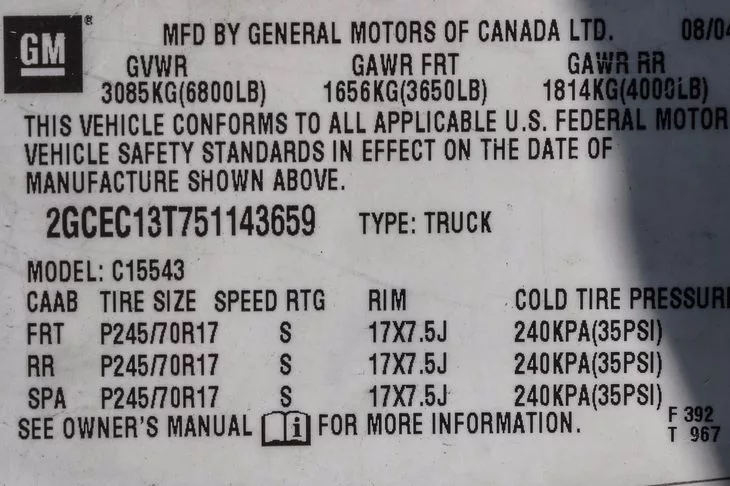 GM ® MFD BY GENERAL MOTORS OF CANADA LTD. 08/04
GVWR GAWR FRT GAWR RR
3085KG(6800LB) 1656KG(3650LB) 1814KG(4000LB)
THIS VEHICLE CONFORMS TO ALL APPLICABLE U.S. FEDERAL MOTOR
VEHICLE SAFETY STANDARDS IN EFFECT ON THE DATE OF
MANUFACTURE SHOWN ABOVE.
2GCEC13T751143659 TYPE: TRUCK
MODEL: C15543
CAAB TIRE SIZE SPEED RTG RIM COLD TIRE PRESSURE
FRT P245/70R17 S 17X7.5J 240KPA(35PSI)
RR P245/70R17 S 17X7.5J 240KPA(35PSI)
SPA P245/70R17 S 17X7.5J 240KPA(35PSI)
SEE OWNER'S MANUAL i FOR MORE INFORMATION.
F 392
T 967